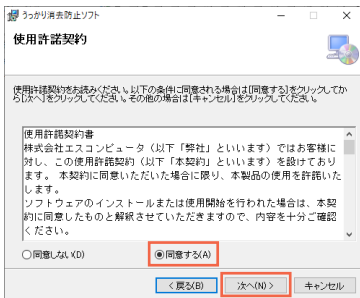 うっかり消去防止ソフト
使用許諾契約
使用許諾契約をお読みください。以下の条件に同意される場合は[同意する]をクリックしてか
ら[次へ]をクリックしてください。その他の場合は[キャンセル]をクリックしてください。
使用許諾契約書
株式会社エスコンピュータ（以下「弊社」といいます）ではお客様に
対し、この使用許諾契約（以下「本契約」といいます）を設けており
ます。 本契約に同意いただいた場合に限り、本製品の使用を許諾いた
します。
ソフトウェアのインストールまたは使用開始を行われた場合は、本契
約に同意したものと解釈させていただきますので、内容を十分ご確認
ください。
同意しない(D)
同意する(A)
< 戻る(B)
次へ(N) >
キャンセル